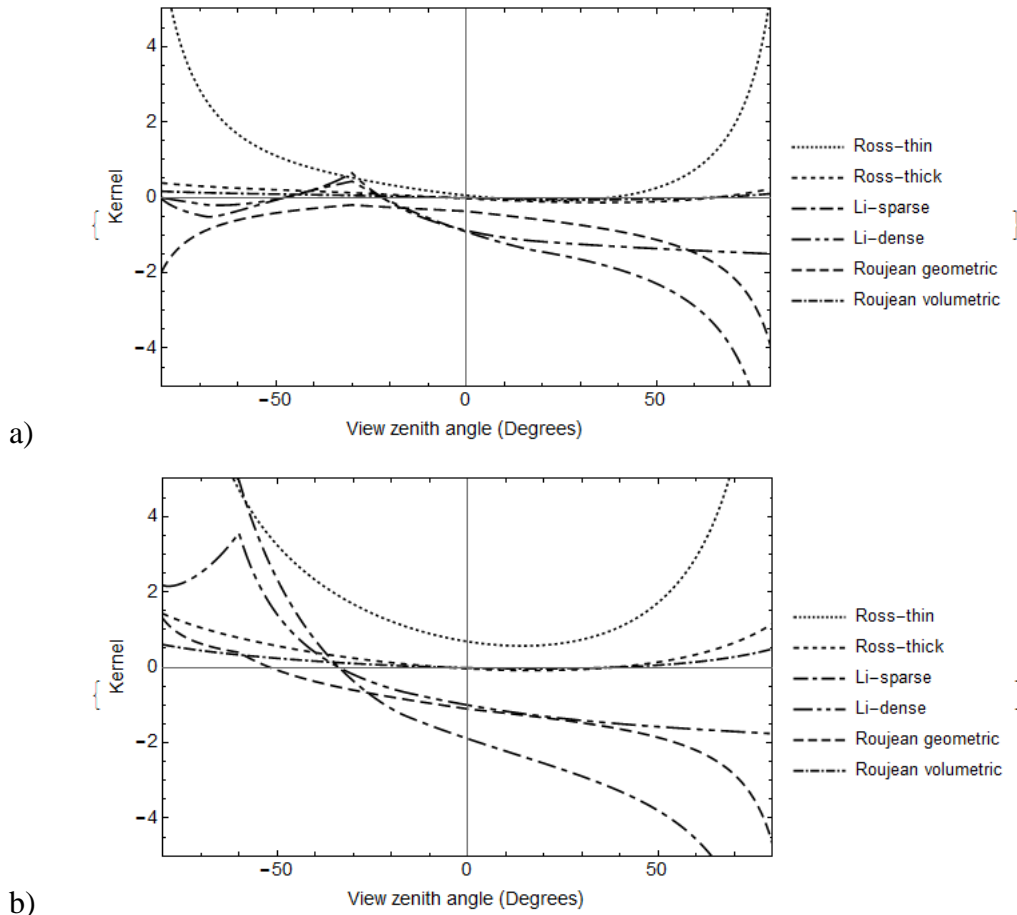 4
2
0
−2
−4
Kernel
{
−50
0
50
View zenith angle (Degrees)
Ross−thin
Ross−thick
Li−sparse
Li−dense
Roujean geometric
Roujean volumetric
a)
4
2
0
−2
−4
Kernel
{
−50
0
50
View zenith angle (Degrees)
Ross−thin
Ross−thick
Li−sparse
Li−dense
Roujean geometric
Roujean volumetric
b)